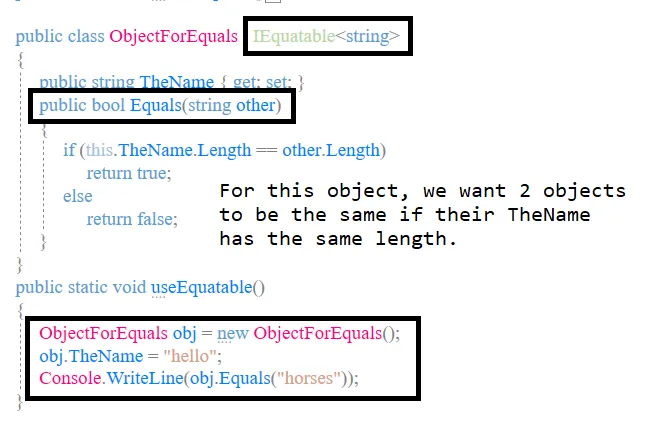 public class ObjectForEquals IEquatable<string>
{
public string TheName { get; set; }
public bool Equals(string other)
{
if (this.TheName.Length == other.Length)
return true;
else
return false;
}
}
For this object, we want 2 objects
to be the same if their TheName
has the same length.
public static void useEquatable()
{
ObjectForEquals obj = new ObjectForEquals();
obj.TheName = "hello";
Console.WriteLine(obj.Equals("horses"));
}